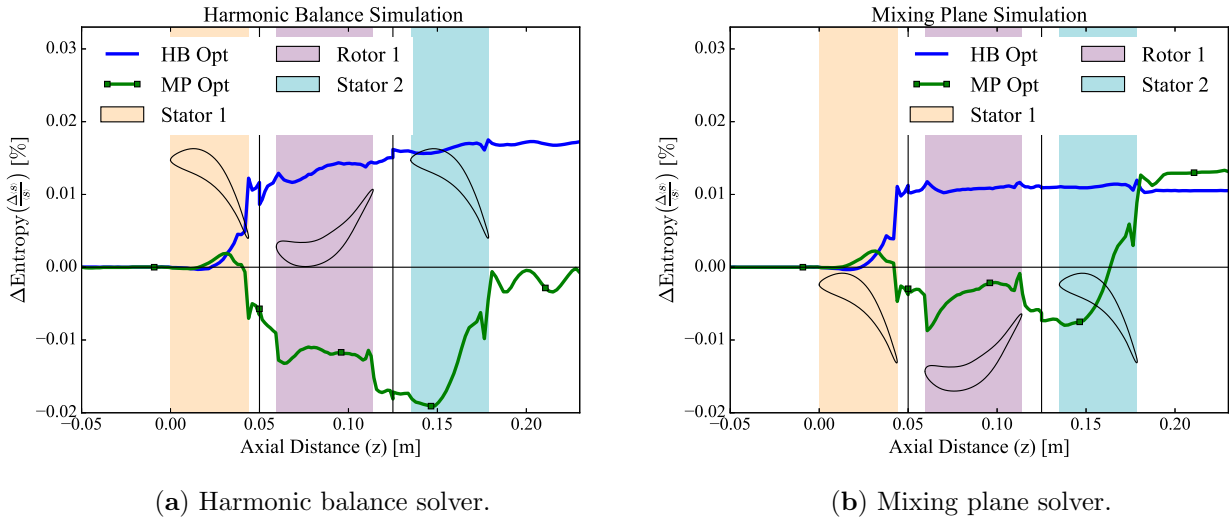 Harmonic Balance Simulation
HB Opt
MP Opt
Stator 1
Rotor 1
Stator 2
0.03
0.02
0.01
0.00
−0.01
−0.02
ΔEntropy(Δs/s) [%]
−0.05 0.00 0.05 0.10 0.15 0.20
Axial Distance (z) [m]
(a) Harmonic balance solver.
Mixing Plane Simulation
HB Opt
MP Opt
Stator 1
Rotor 1
Stator 2
0.03
0.02
0.01
0.00
−0.01
−0.02
ΔEntropy(Δs/s) [%]
−0.05 0.00 0.05 0.10 0.15 0.20
Axial Distance (z) [m]
(b) Mixing plane solver.